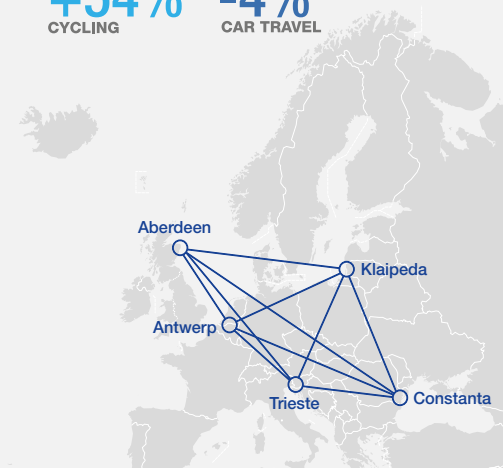 CYCLING
CAR TRAVEL
Aberdeen
Klaipeda
Antwerp
Trieste
Constanta